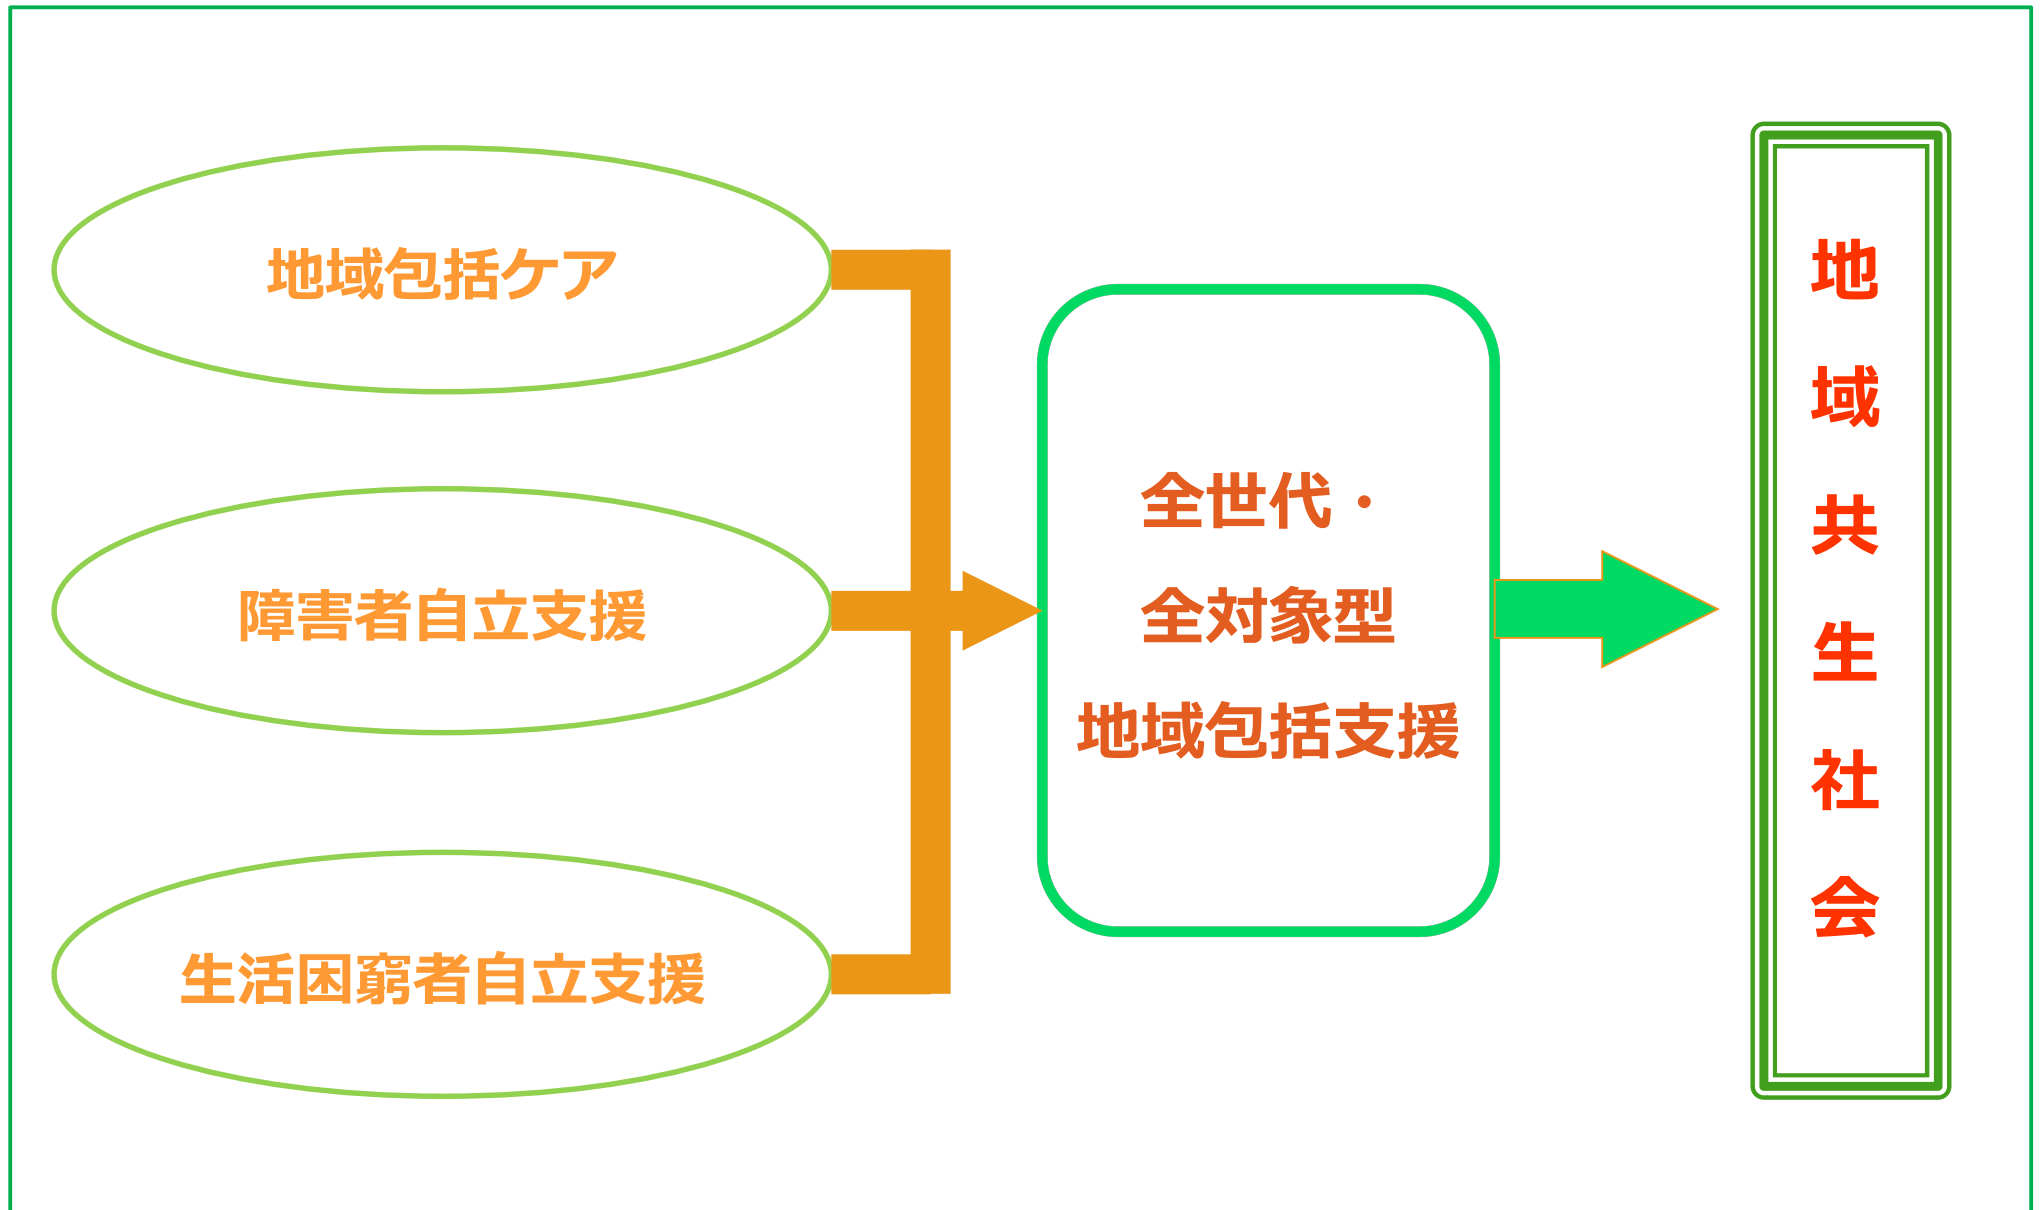 地域包括ケア
障害者自立支援
生活困窮者自立支援
全世代・
全対象型
地域包括支援
地域共生社会